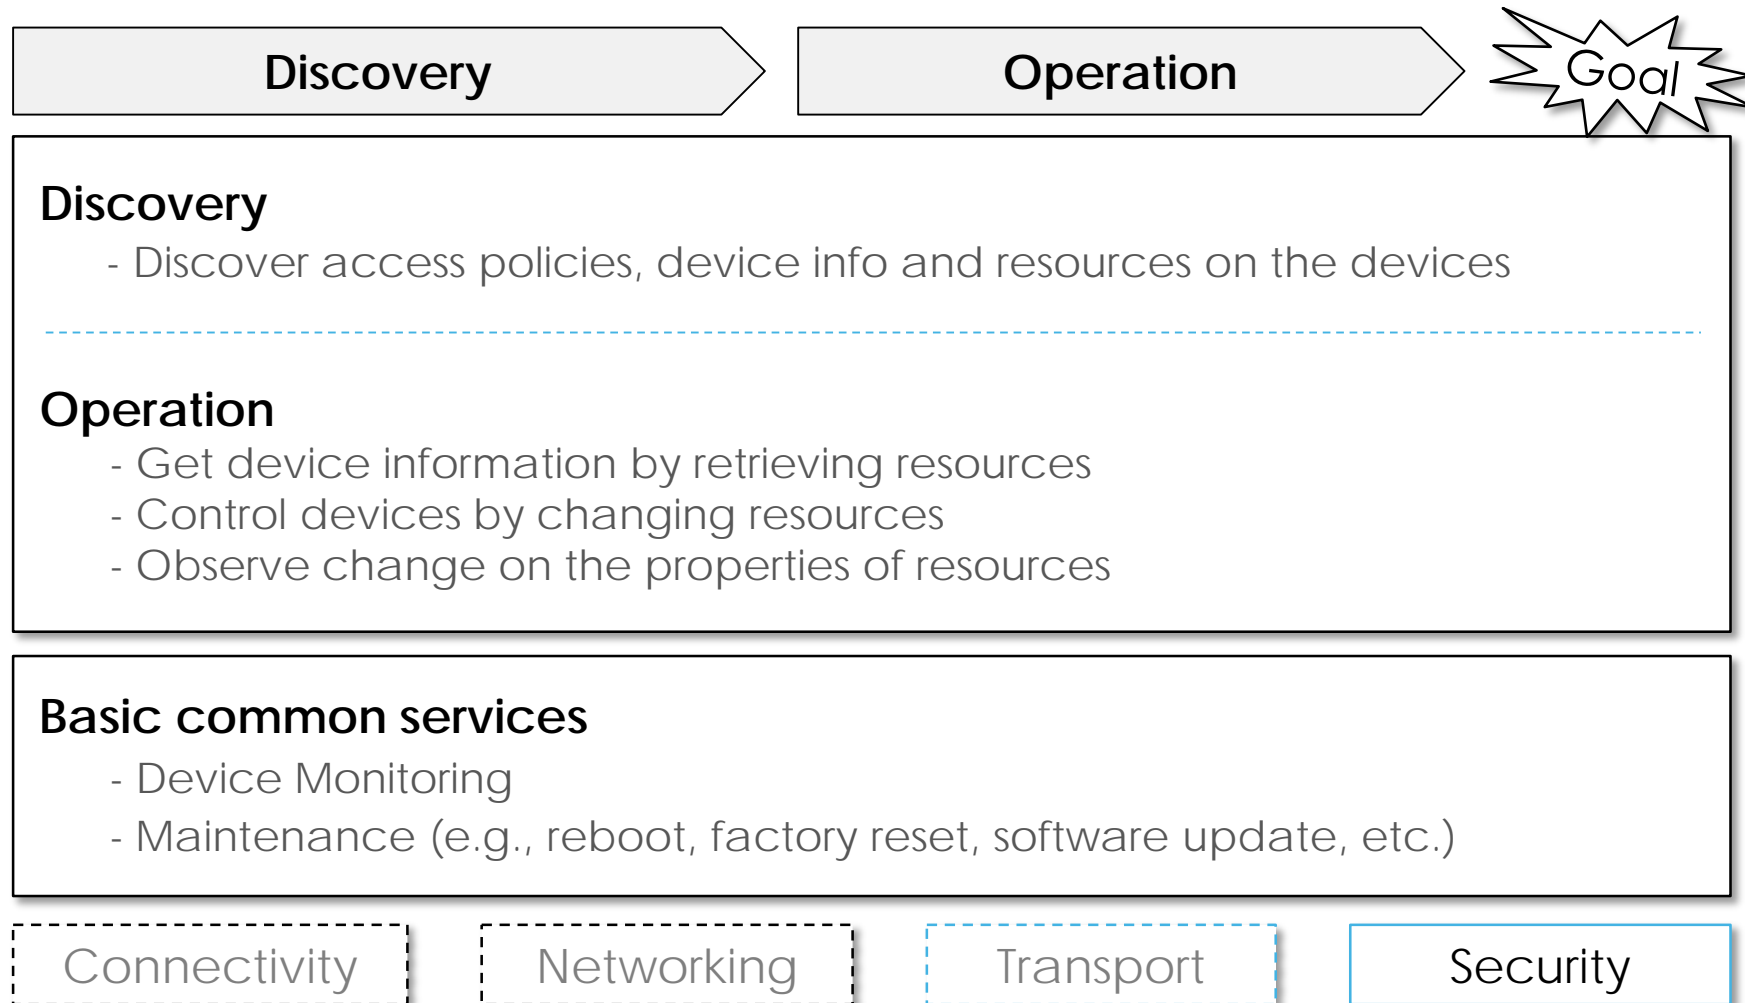 Discovery
Operation
Goal
Discovery
- Discover access policies, device info and resources on the devices
Operation
- Get device information by retrieving resources
- Control devices by changing resources
- Observe change on the properties of resources
Basic common services
- Device Monitoring
- Maintenance (e.g., reboot, factory reset, software update, etc.)
Connectivity
Networking
Transport
Security